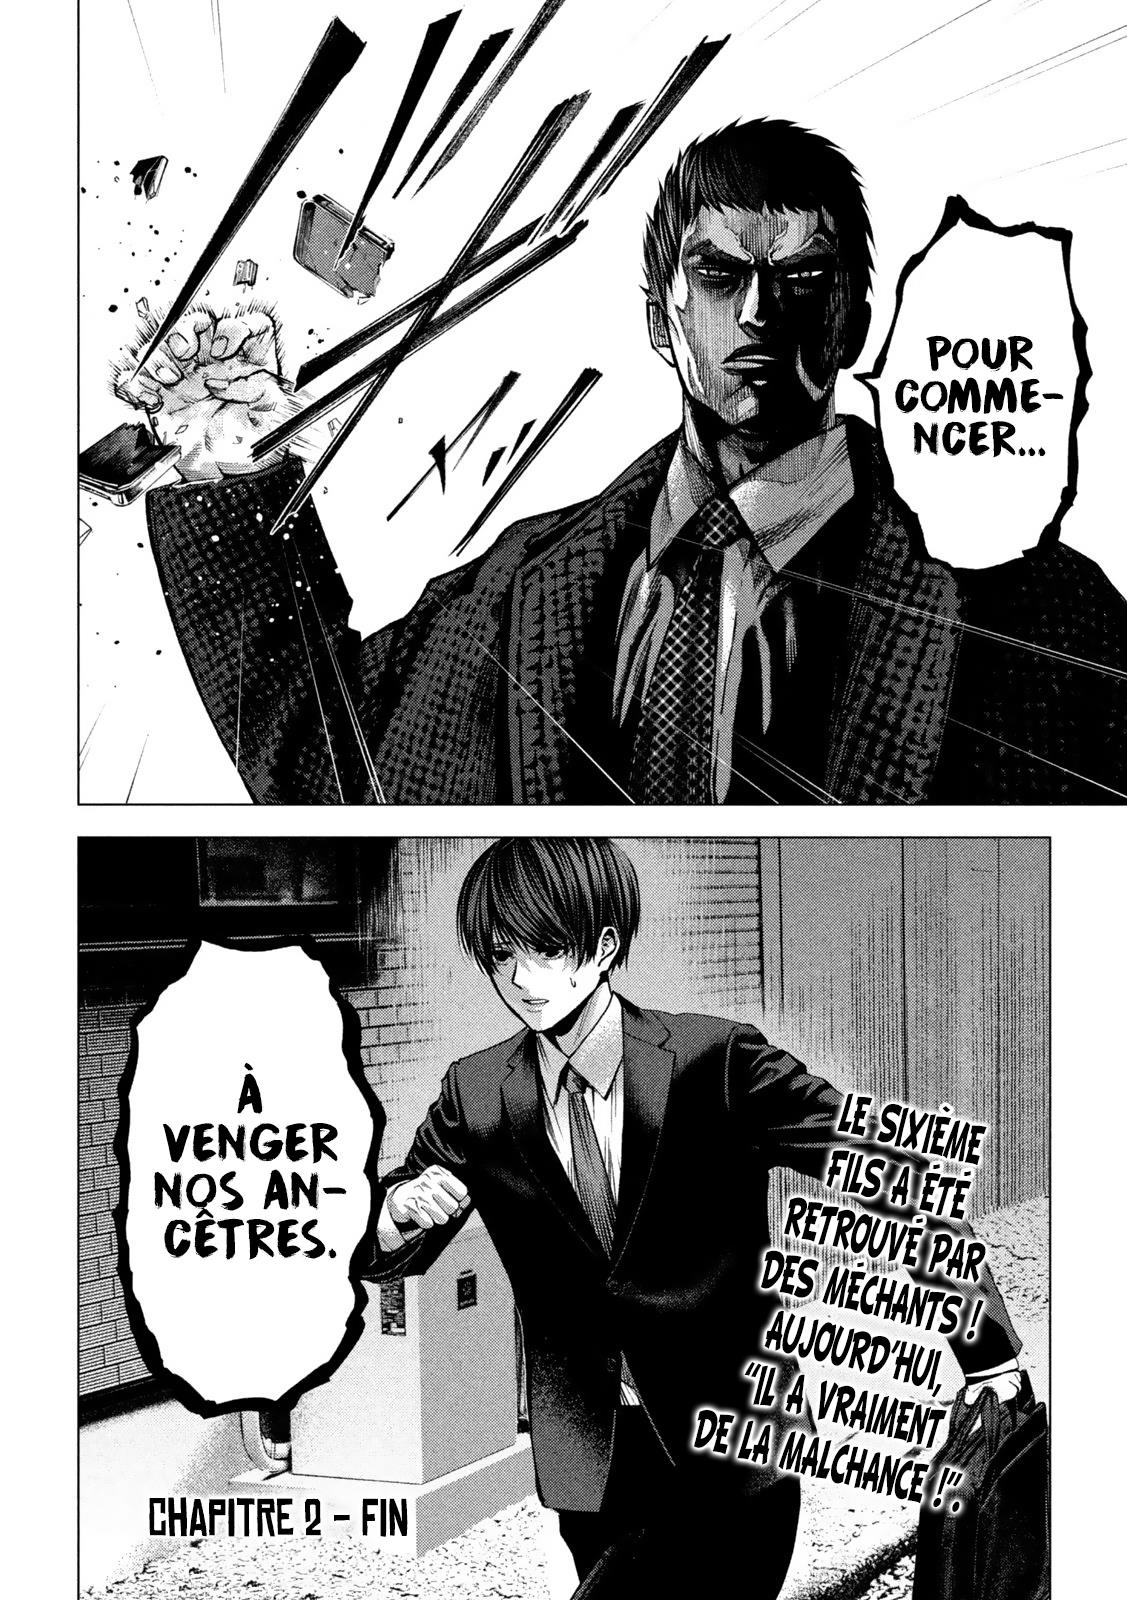 POUR
COMME-
NCER...
À
VENGER
NOS AN-
CÊTRES.
LE SIXIÈME
FILS A ÉTÉ
RETROUVÉ PAR
DES MÉCHANTS !
AUJOURD'HUI,
"IL A VRAIMENT
DE LA MALCHANCE !".
CHAPITRE 2 - FIN